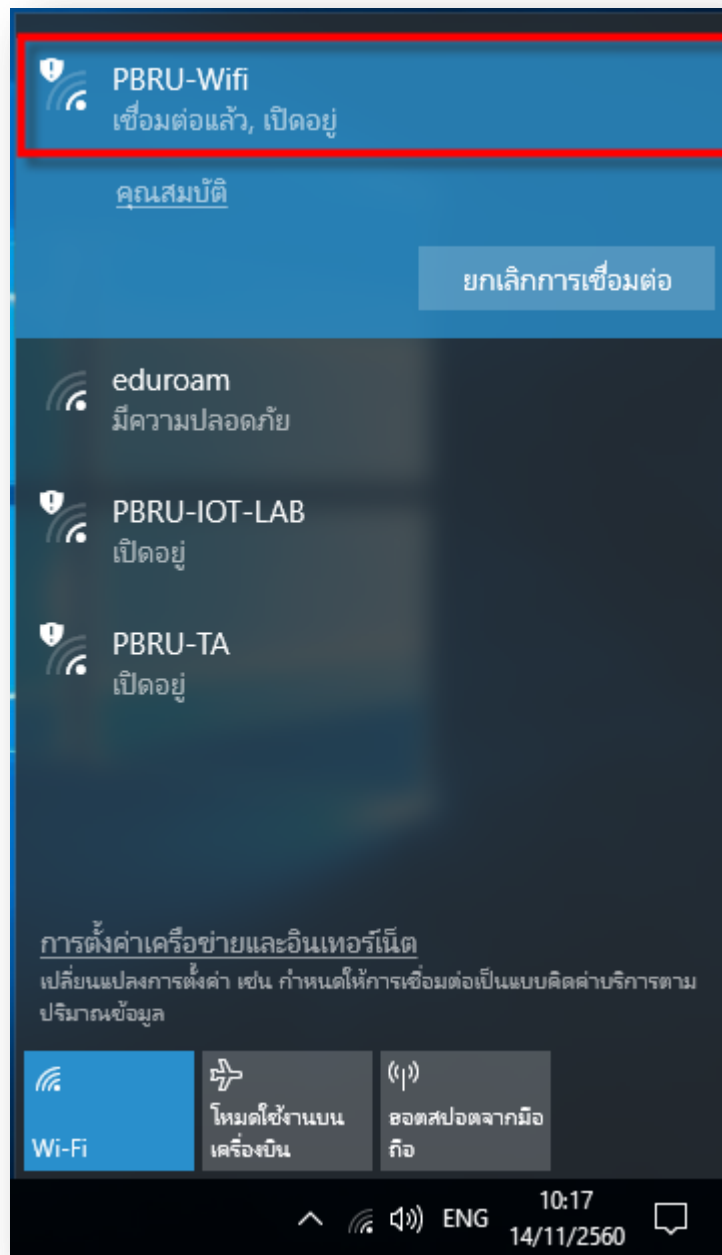 PBRU-Wifi
เชื่อมต่อแล้ว, เปิดอยู่
คุณสมบัติ
ยกเลิกการเชื่อมต่อ
eduroam
มีความปลอดภัย
PBRU-IOT-LAB
เปิดอยู่
PBRU-TA
เปิดอยู่
การตั้งค่าเครือข่ายและอินเทอร์เน็ต
เปลี่ยนแปลงการตั้งค่า เช่น กำหนดให้การเชื่อมต่อเป็นแบบคิดค่าบริการตาม
ปริมาณข้อมูล
Wi-Fi
โหมดใช้งานบน
เครื่องบิน
ฮอตสปอตจากมือ
ถือ
ENG
10:17
14/11/2560